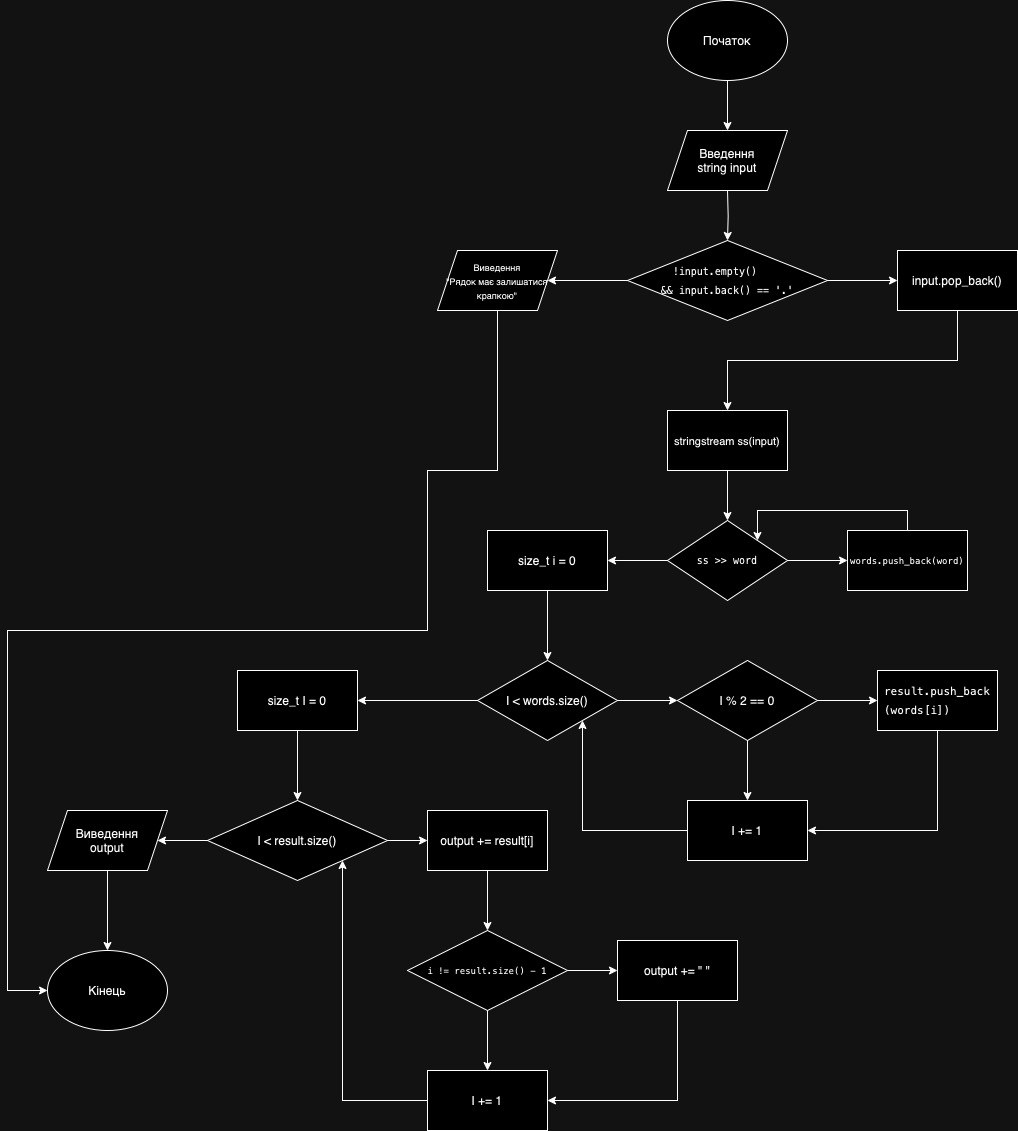 Початок
Введення
string input
!input.empty()
&& input.back() == '.'
Виведення
"Рядок має залишатися
крапкою"
input.pop_back()
stringstream ss(input)
ss >> word
words.push_back(word)
size_t i = 0
I < words.size()
I % 2 == 0
result.push_back
(words[i])
size_t I = 0
I += 1
I < result.size()
output += result[i]
Виведення
output
i != result.size() - 1
output += " "
Кінець
I += 1